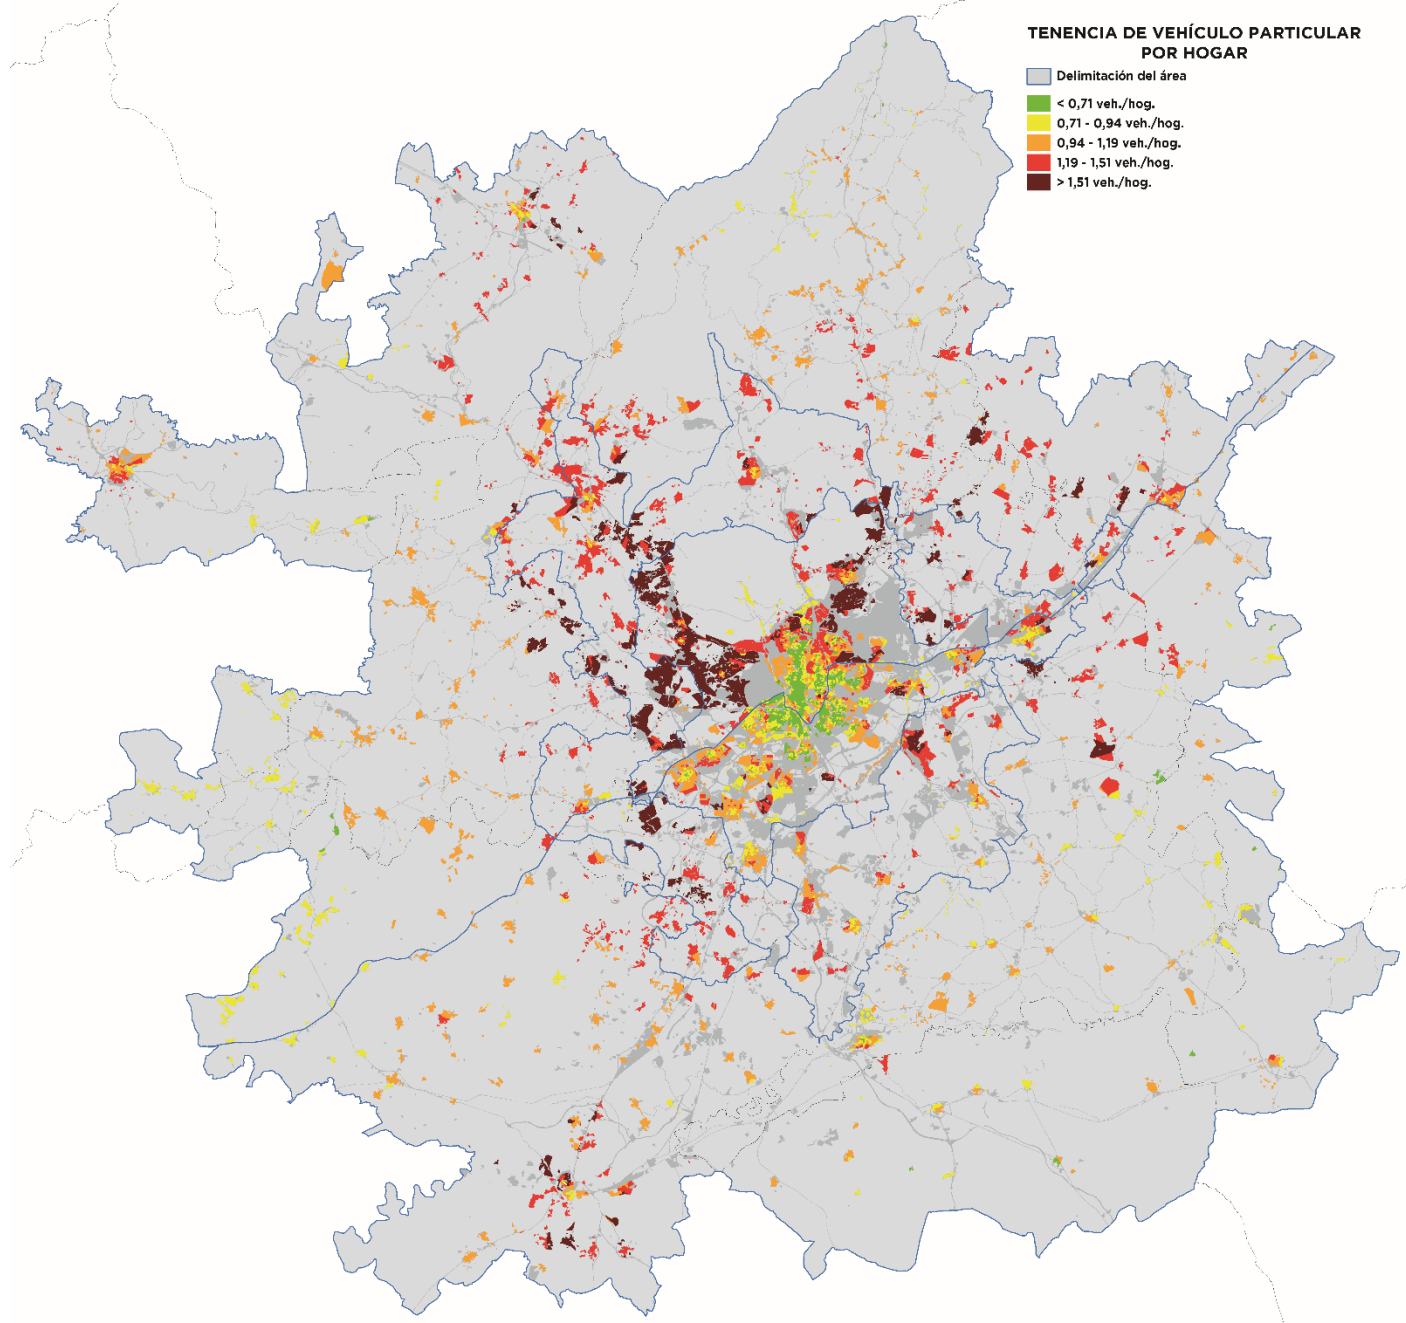 TENENCIA DE VEHÍCULO PARTICULAR
POR HOGAR
Delimitación del área
< 0,71 veh./hog.
0,71 - 0,94 veh./hog.
0,94 - 1,19 veh./hog.
1,19 - 1,51 veh./hog.
> 1,51 veh./hog.